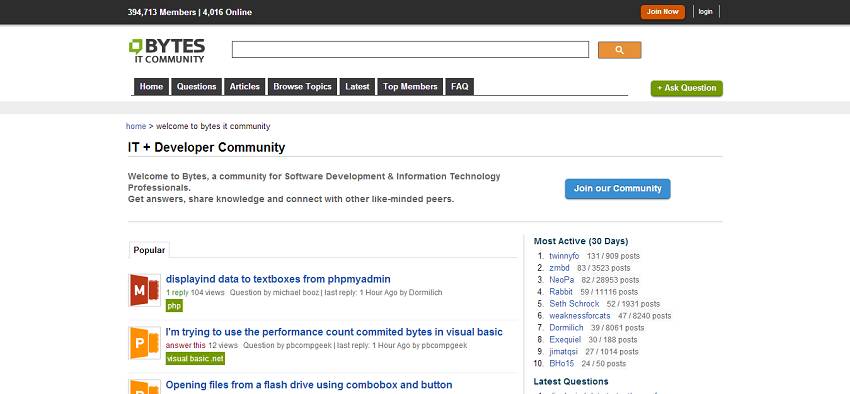 394,713 Members | 4,016 Online
Join Now
login
BYTES
IT COMMUNITY
Home
Questions
Articles
Browse Topics
Latest
Top Members
FAQ
+ Ask Question
home > welcome to bytes it community
IT + Developer Community
Welcome to Bytes, a community for Software Development & Information Technology
Professionals.
Get answers, share knowledge and connect with other like-minded peers.
Join our Community
Popular
M
displayind data to textboxes from phpmyadmin
1 reply 104 views Question by michael booz | last reply: 1 Hour Ago by Dormilich
php
P
I'm trying to use the performance count commited bytes in visual basic
answer this 12 views Question by pbcompgeek | last reply: 1 Hour Ago by pbcompgeek
visual basic .net
Opening files from a flash drive using combobox and button
Most Active (30 Days)
1. twinnyfo 131 / 909 posts
2. zmbd 83 / 3523 posts
3. NeoPa 82 / 28953 posts
4. Rabbit 59 / 11116 posts
5. Seth Schrock 52 / 1931 posts
6. weaknessforcats 47 / 8240 posts
7. Dormilich 39 / 8061 posts
8. Exequiel 30 / 188 posts
9. jimatqsi 27 / 1014 posts
10. BHo15 24 / 50 posts
Latest Questions